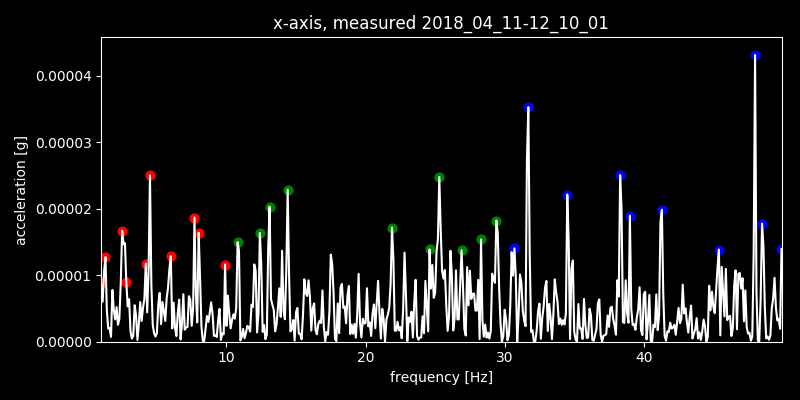 x-axis, measured 2018_04_11-12_10_01
acceleration [g]
0.00004
0.00003
0.00002
0.00001
0.00000
10 20 30 40
frequency [Hz]